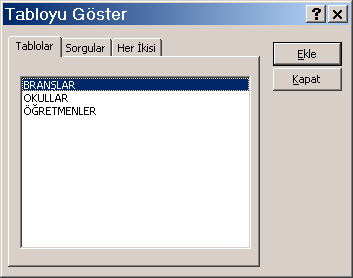 Tabloyu Göster
Tablolar Sorgular Her İkisi
BRANŞLAR
OKULLAR
ÖĞRETMENLER
Ekle
Kapat